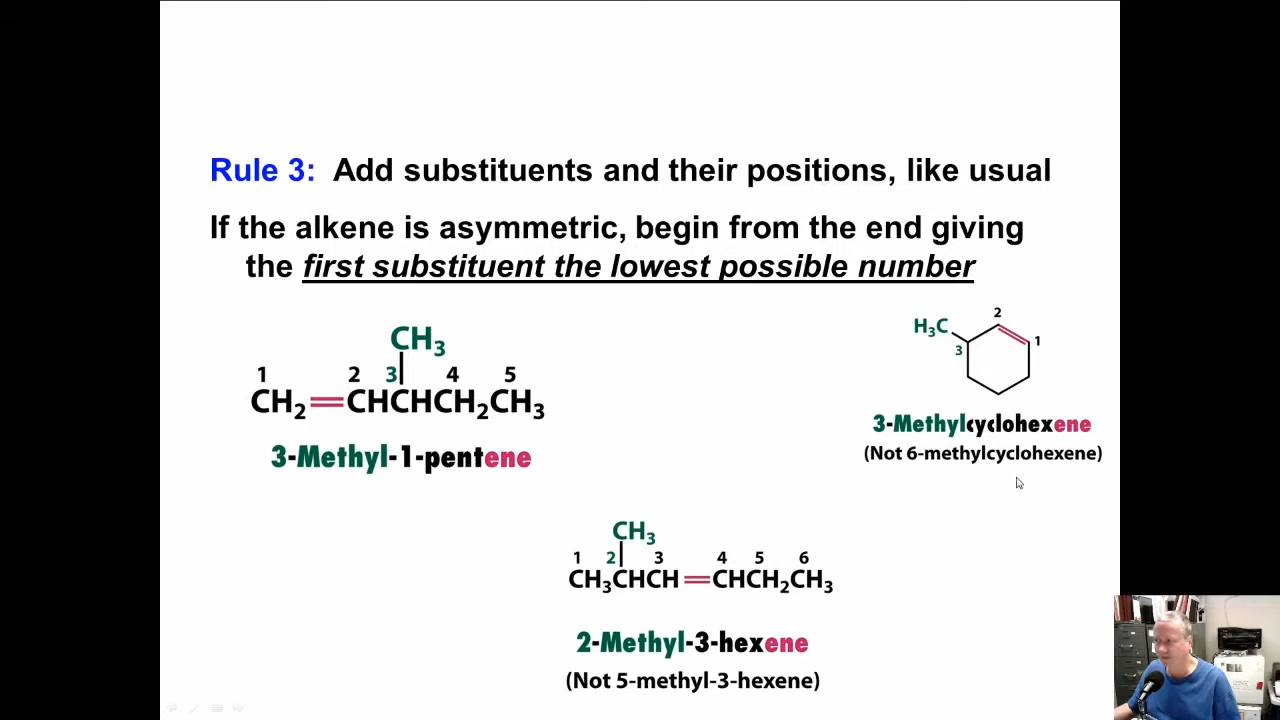 Rule 3: Add substituents and their positions, like usual
If the alkene is asymmetric, begin from the end giving
the first substituent the lowest possible number
CH3
1 2 3 4 5
CH2=CHCHCH2CH3
3-Methyl-1-pentene
2
H3C
1
3
3-Methylcyclohexene
(Not 6-methylcyclohexene)
CH3
1 2 3 4 5 6
CH3CHCH=CHCH2CH3
2-Methyl-3-hexene
(Not 5-methyl-3-hexene)